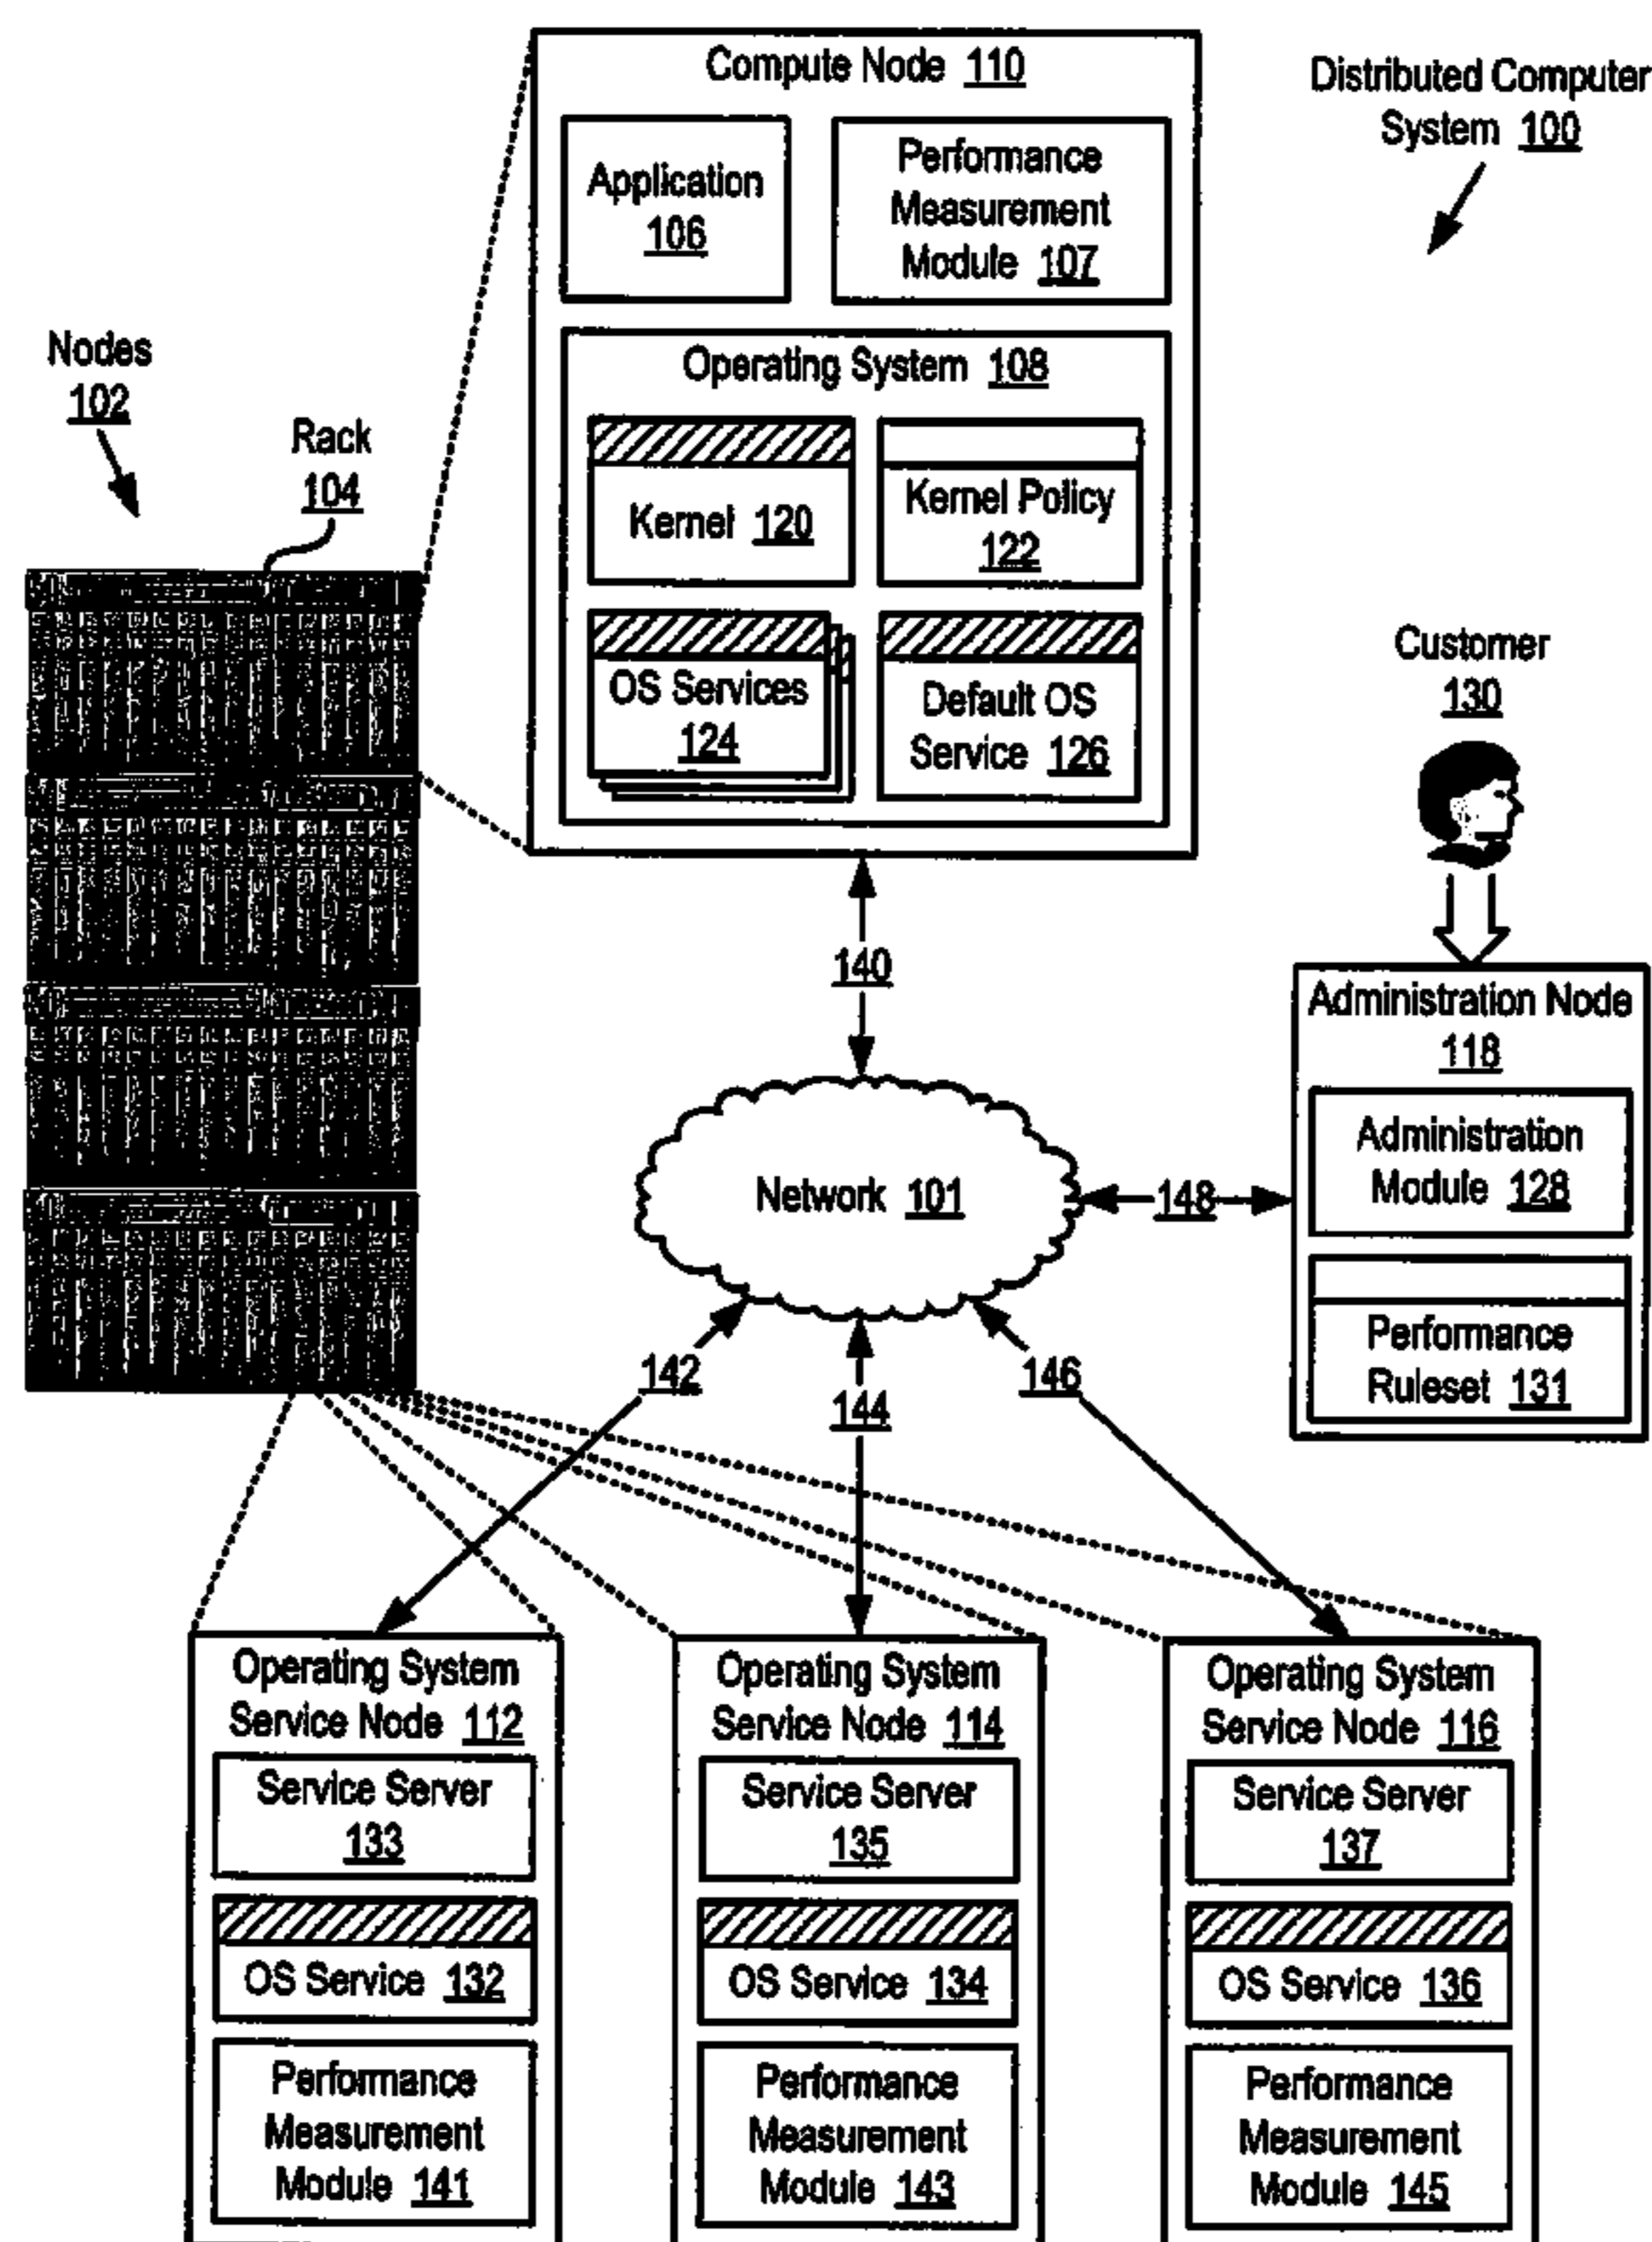 Compute Node 110
Distributed Computer
System 100
Application
106
Performance
Measurement
Module 107
Nodes
102
Rack
104
Operating System 108
Kernel 120
Kernel Policy
122
OS Services
124
Default OS
Service 126
Customer
130
140
Administration Node
118
Administration
Module 128
Network 101
148
Performance
Ruleset 131
142
144
146
Operating System
Service Node 112
Service Server
133
OS Service 132
Performance
Measurement
Module 141
Operating System
Service Node 114
Service Server
135
OS Service 134
Performance
Measurement
Module 143
Operating System
Service Node 116
Service Server
137
OS Service 136
Performance
Measurement
Module 145